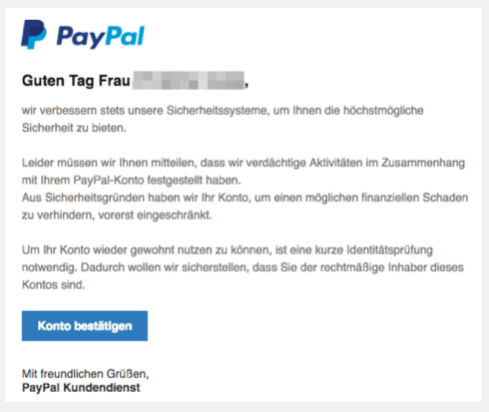 PayPal
Guten Tag Frau ,
wir verbessern stets unsere Sicherheitssysteme, um Ihnen die höchstmögliche
Sicherheit zu bieten.
Leider müssen wir Ihnen mitteilen, dass wir verdächtige Aktivitäten im Zusammenhang
mit Ihrem PayPal-Konto festgestellt haben.
Aus Sicherheitsgründen haben wir Ihr Konto, um einen möglichen finanziellen Schaden
zu verhindern, vorerst eingeschränkt.
Um Ihr Konto wieder gewohnt nutzen zu können, ist eine kurze Identitätsprüfung
notwendig. Dadurch wollen wir sicherstellen, dass Sie der rechtmäßige Inhaber dieses
Kontos sind.
Konto bestätigen
Mit freundlichen Grüßen,
PayPal Kundendienst